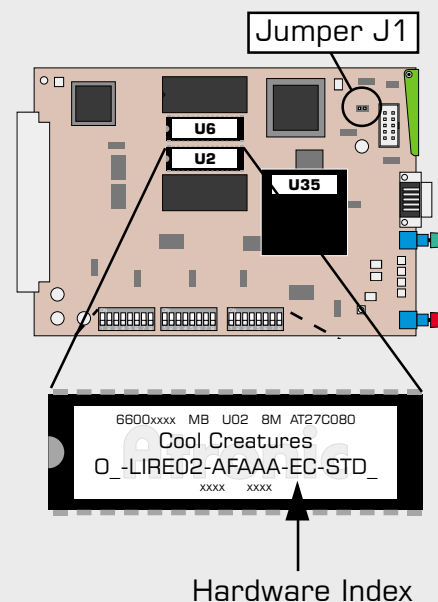 Jumper J1
U6
U2
U35
6600xxxx MB U02 8M AT27C080
Atronic
Cool Creatures
O_-LIRE02-AFAAA-EC-STD_
xxxx xxxx
Hardware Index